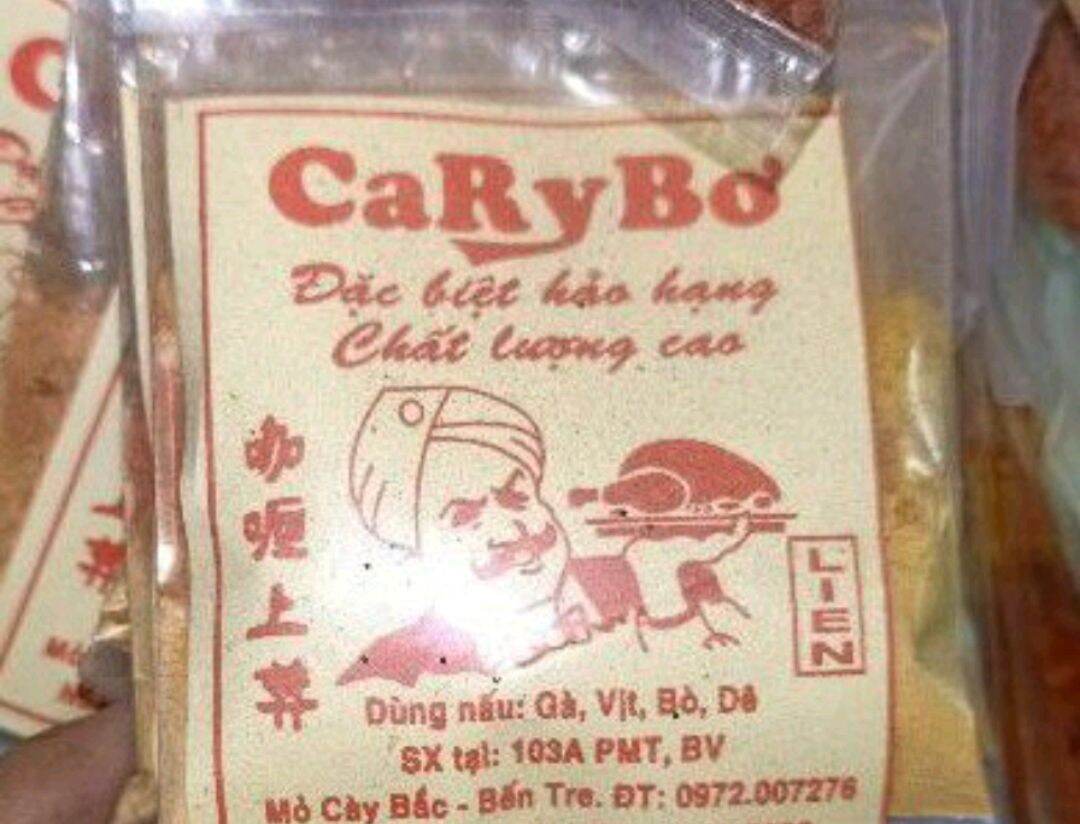 CaRyBơ
Đặc biệt hảo hạng
Chất lượng cao
咖喱上
LIEN
Dùng nấu: Gà, Vịt, Bò, Dê
SX tại: 103A PMT, BV
Mỏ Cày Bắc - Bến Tre. ĐT: 0972.007276